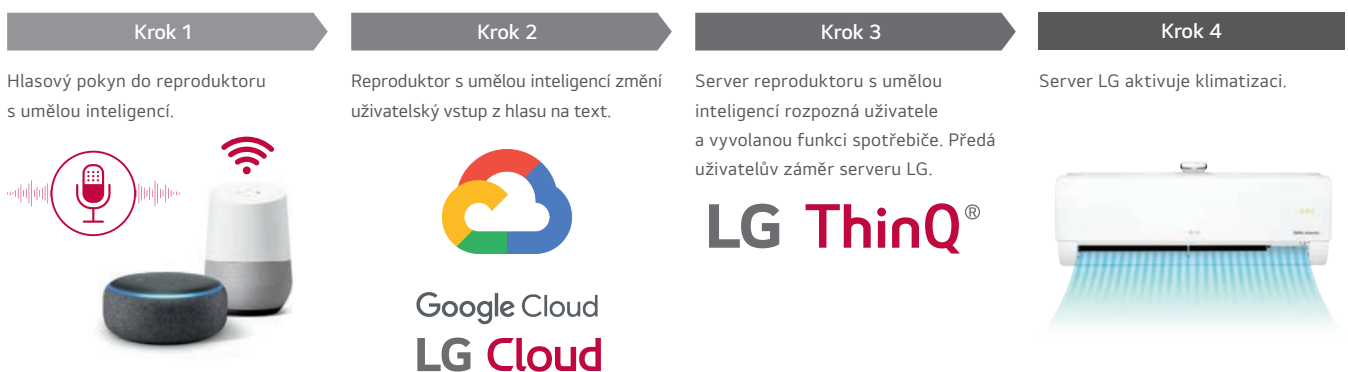 Krok 1
Hlasový pokyn do reproduktoru
s umělou inteligencí.
Krok 2
Reproduktor s umělou inteligencí změní
uživatelský vstup z hlasu na text.
Google Cloud
LG Cloud
Krok 3
Server reproduktoru s umělou
inteligencí rozpozná uživatele
a vyvolanou funkci spotřebiče. Předá
uživatelův záměr serveru LG.
LG ThinQ®
Krok 4
Server LG aktivuje klimatizaci.